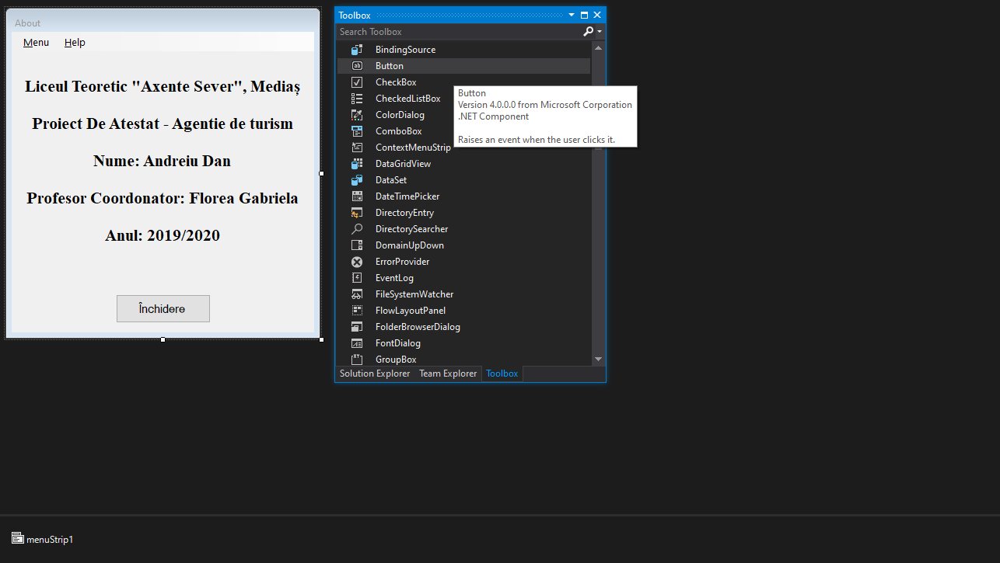 About
Menu Help
Liceul Teoretic "Axente Sever", Mediaș
Proiect De Atestat - Agentie de turism
Nume: Andreiu Dan
Profesor Coordonator: Florea Gabriela
Anul: 2019/2020
Închidere
Toolbox
Search Toolbox
BindingSource
Button
CheckBox
CheckedListBox
ColorDialog
ComboBox
ContextMenuStrip
DataGridView
DataSet
DateTimePicker
DirectoryEntry
DirectorySearcher
DomainUpDown
ErrorProvider
EventLog
FileSystemWatcher
FlowLayoutPanel
FolderBrowserDialog
FontDialog
GroupBox
Solution Explorer Team Explorer Toolbox
Button
Version 4.0.0.0 from Microsoft Corporation
.NET Component
Raises an event when the user clicks it.
menuStrip1